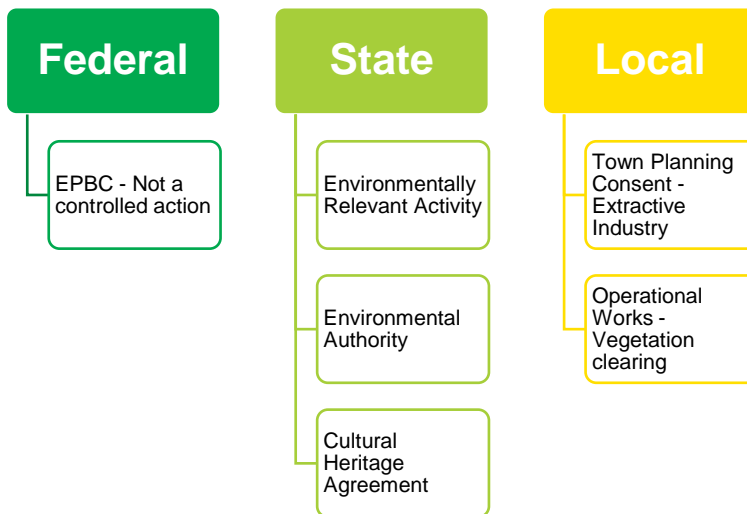 Federal
EPBC - Not a
controlled action
State
Environmentally
Relevant Activity
Environmental
Authority
Cultural
Heritage
Agreement
Local
Town Planning
Consent -
Extractive
Industry
Operational
Works -
Vegetation
clearing